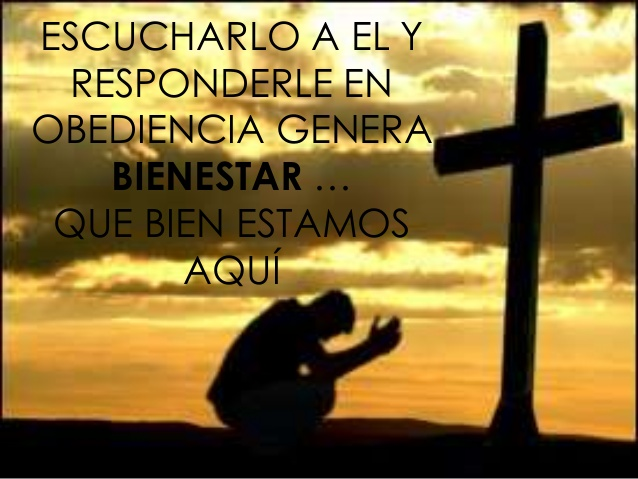 ESCUCHARLO A EL Y
RESPONDERLE EN
OBEDIENCIA GENERA
BIENESTAR …
QUE BIEN ESTAMOS
AQUÍ